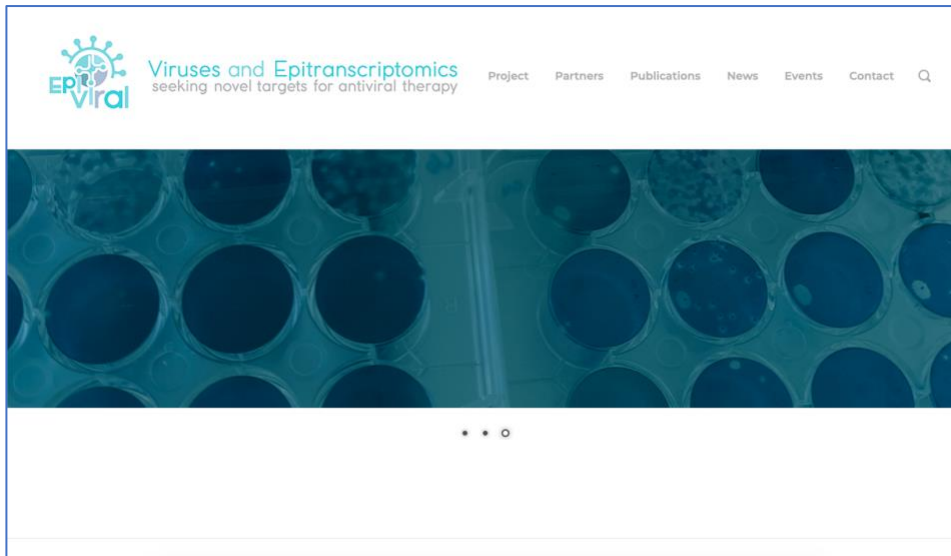 Epi
Viral
Viruses and Epitranscriptomics
seeking novel targets for antiviral therapy
Project Partners Publications News Events Contact